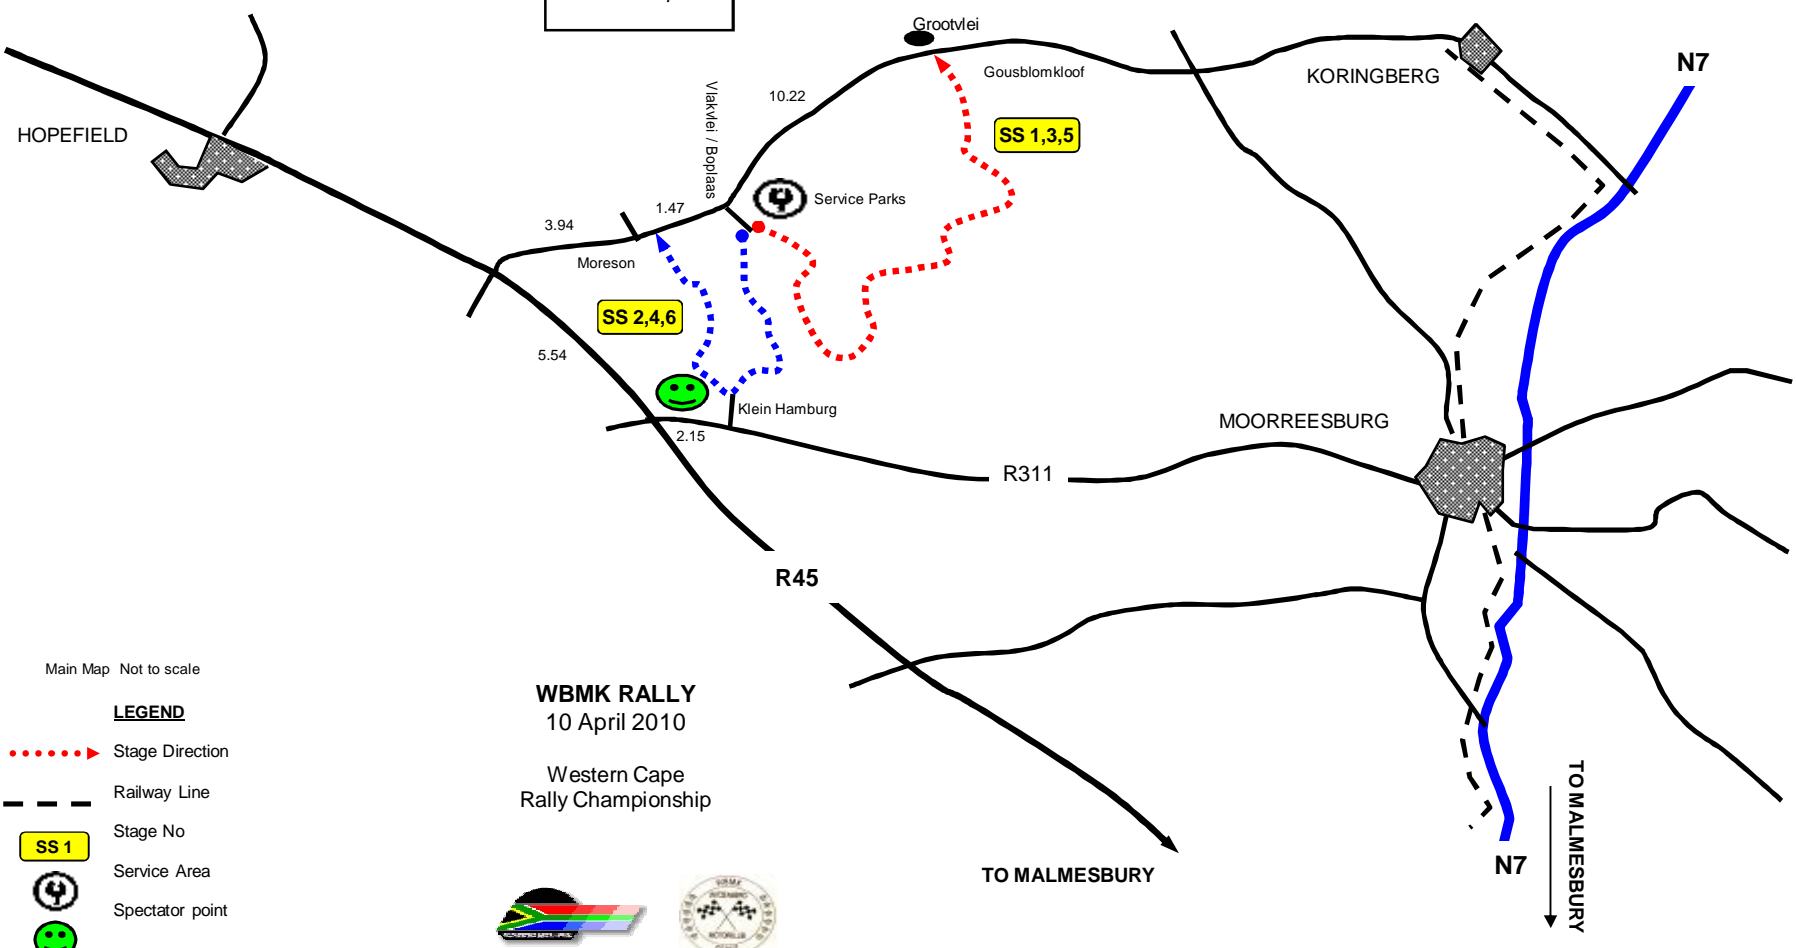 Grootvlei
Gousblomkloof
KORINGBERG
N7
HOPEFIELD
10.22
Vlakvlei / Boplaas
SS 1,3,5
Service Parks
1.47
3.94
Moreson
SS 2,4,6
5.54
Klein Hamburg
2.15
MOORREESBURG
R311
R45
Main Map Not to scale
LEGEND
Stage Direction
Railway Line
Stage No
SS 1
Service Area
Spectator point
WBMK RALLY
10 April 2010
Western Cape
Rally Championship
TO MALMESBURY
N7
TO MALMESBURY
WBMK